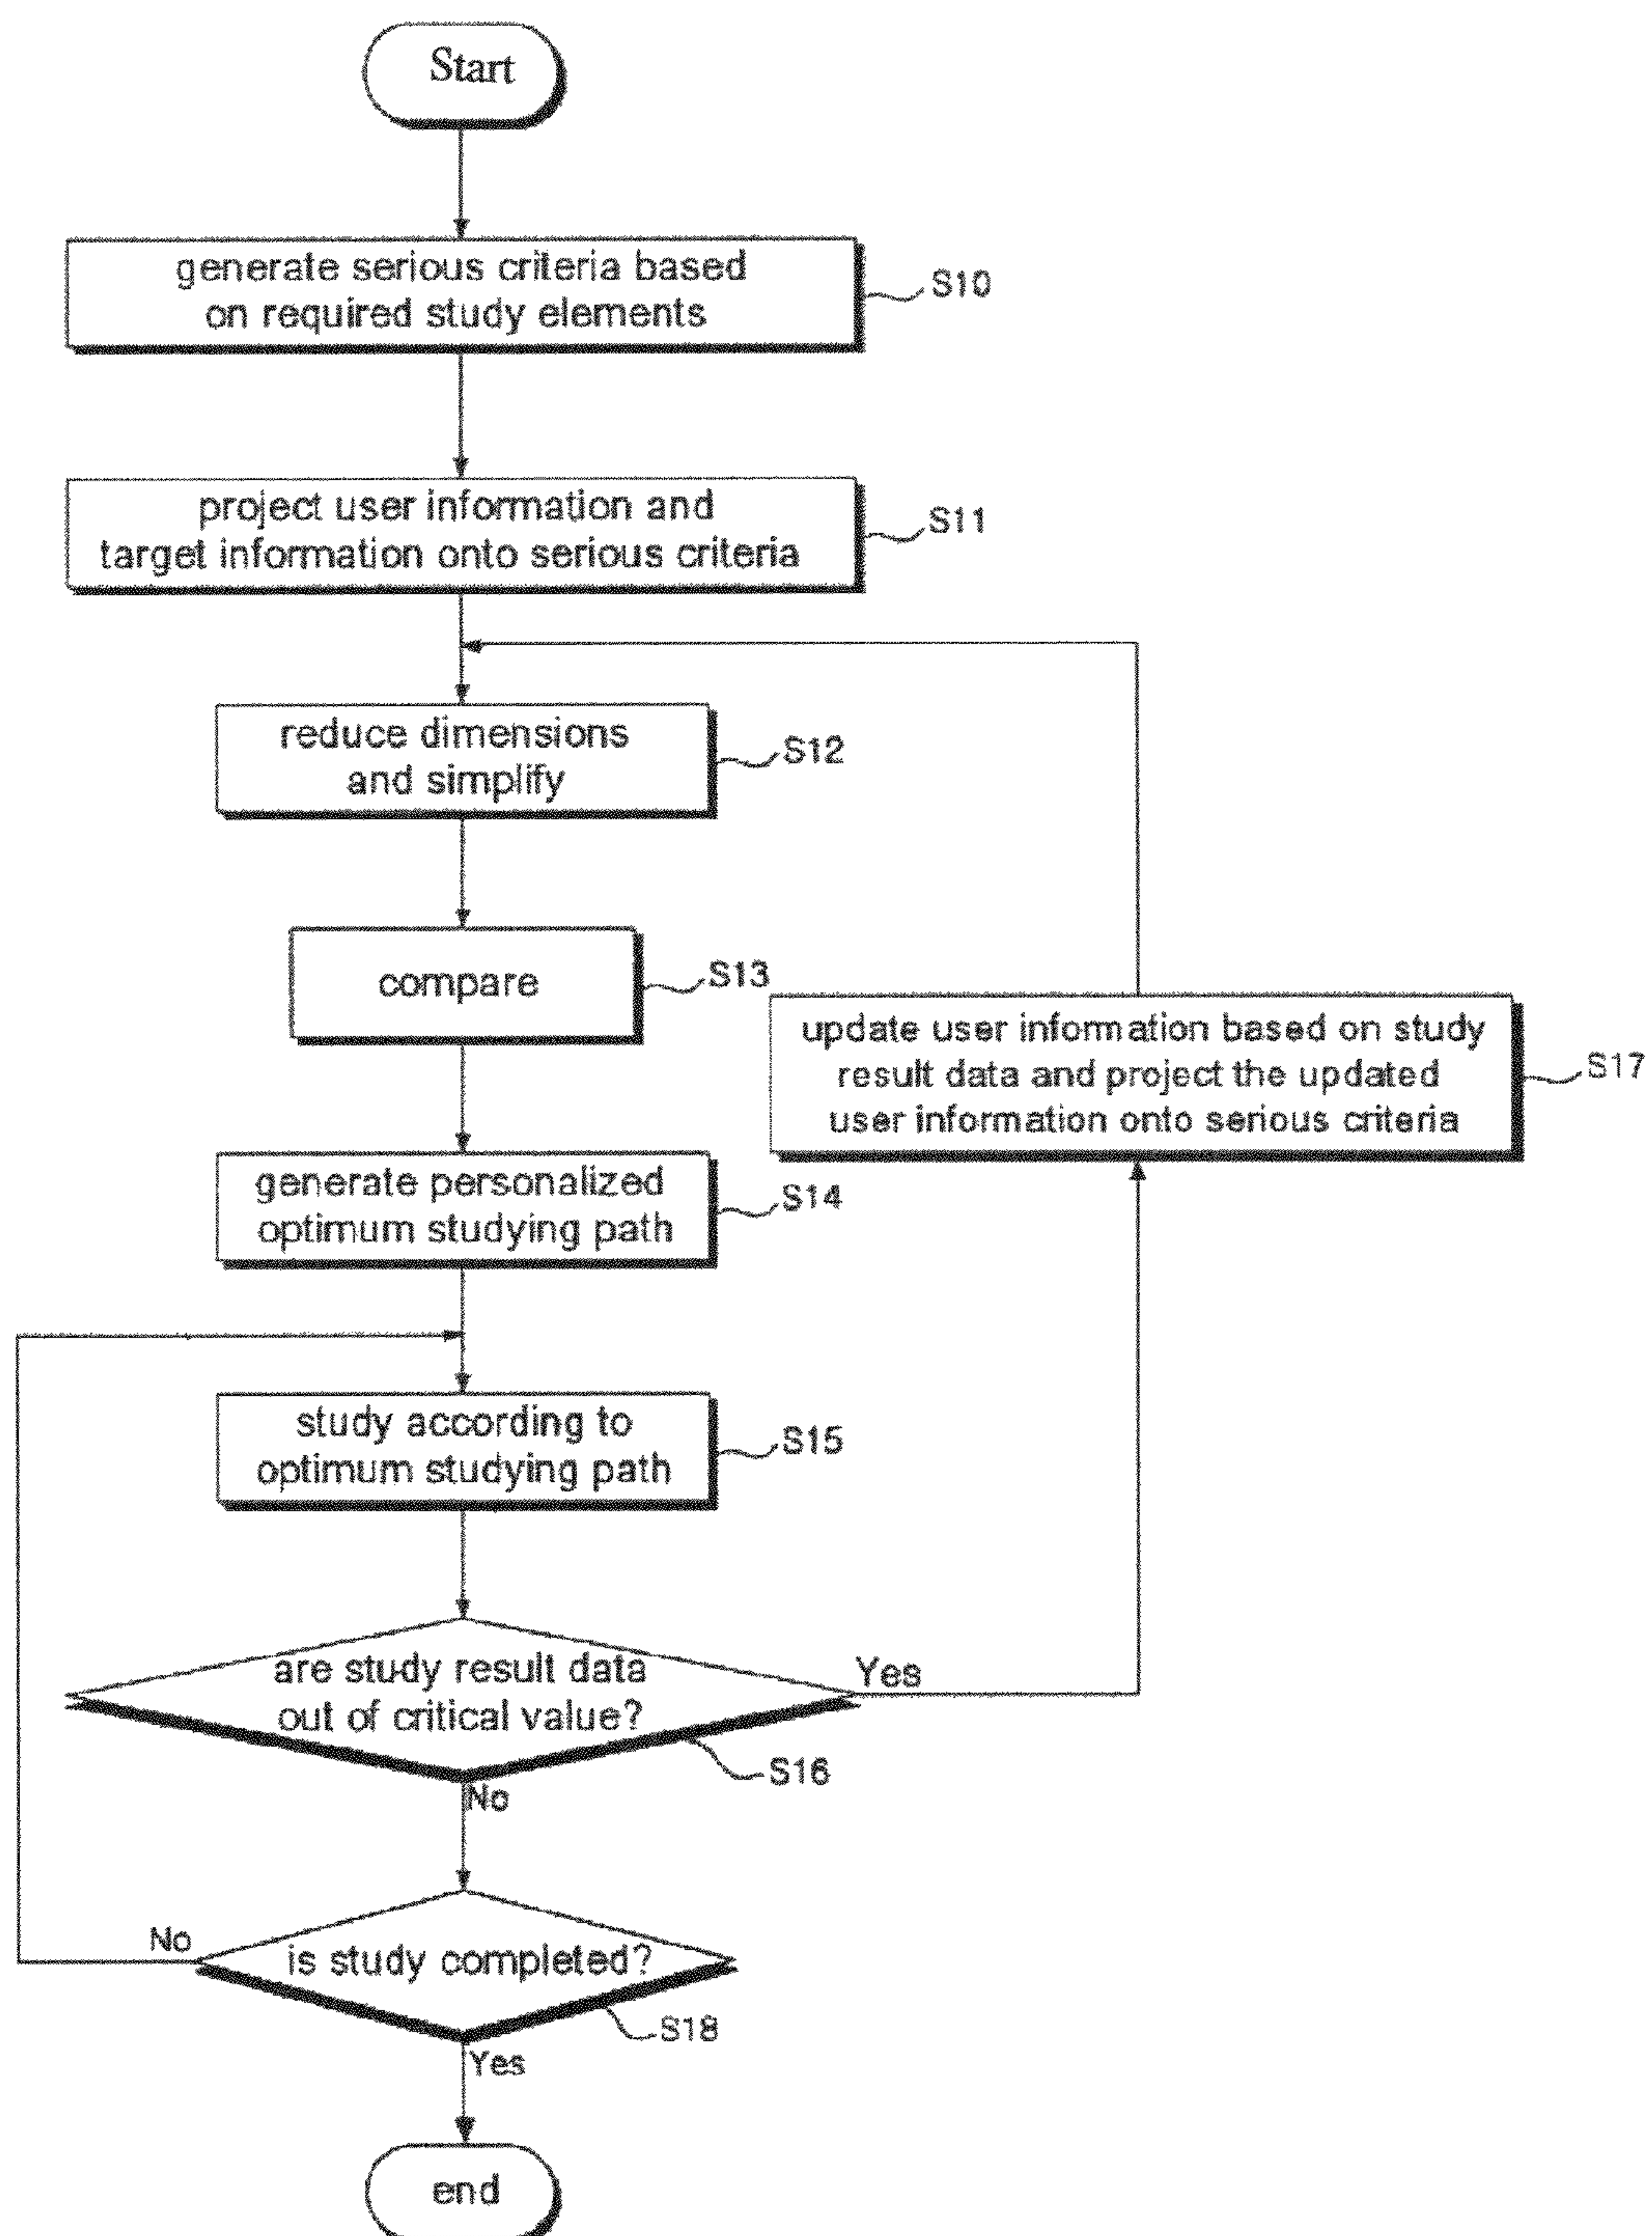 Start
generate serious criteria based
on required study elements
S10
project user information and
target information onto serious criteria
S11
reduce dimensions
and simplify
S12
compare
S13
update user information based on study
result data and project the updated
user information onto serious criteria
S17
generate personalized
optimum studying path
S14
study according to
optimum studying path
S15
are study result data
out of critical value?
Yes
S16
No
is study completed?
No
S18
Yes
end